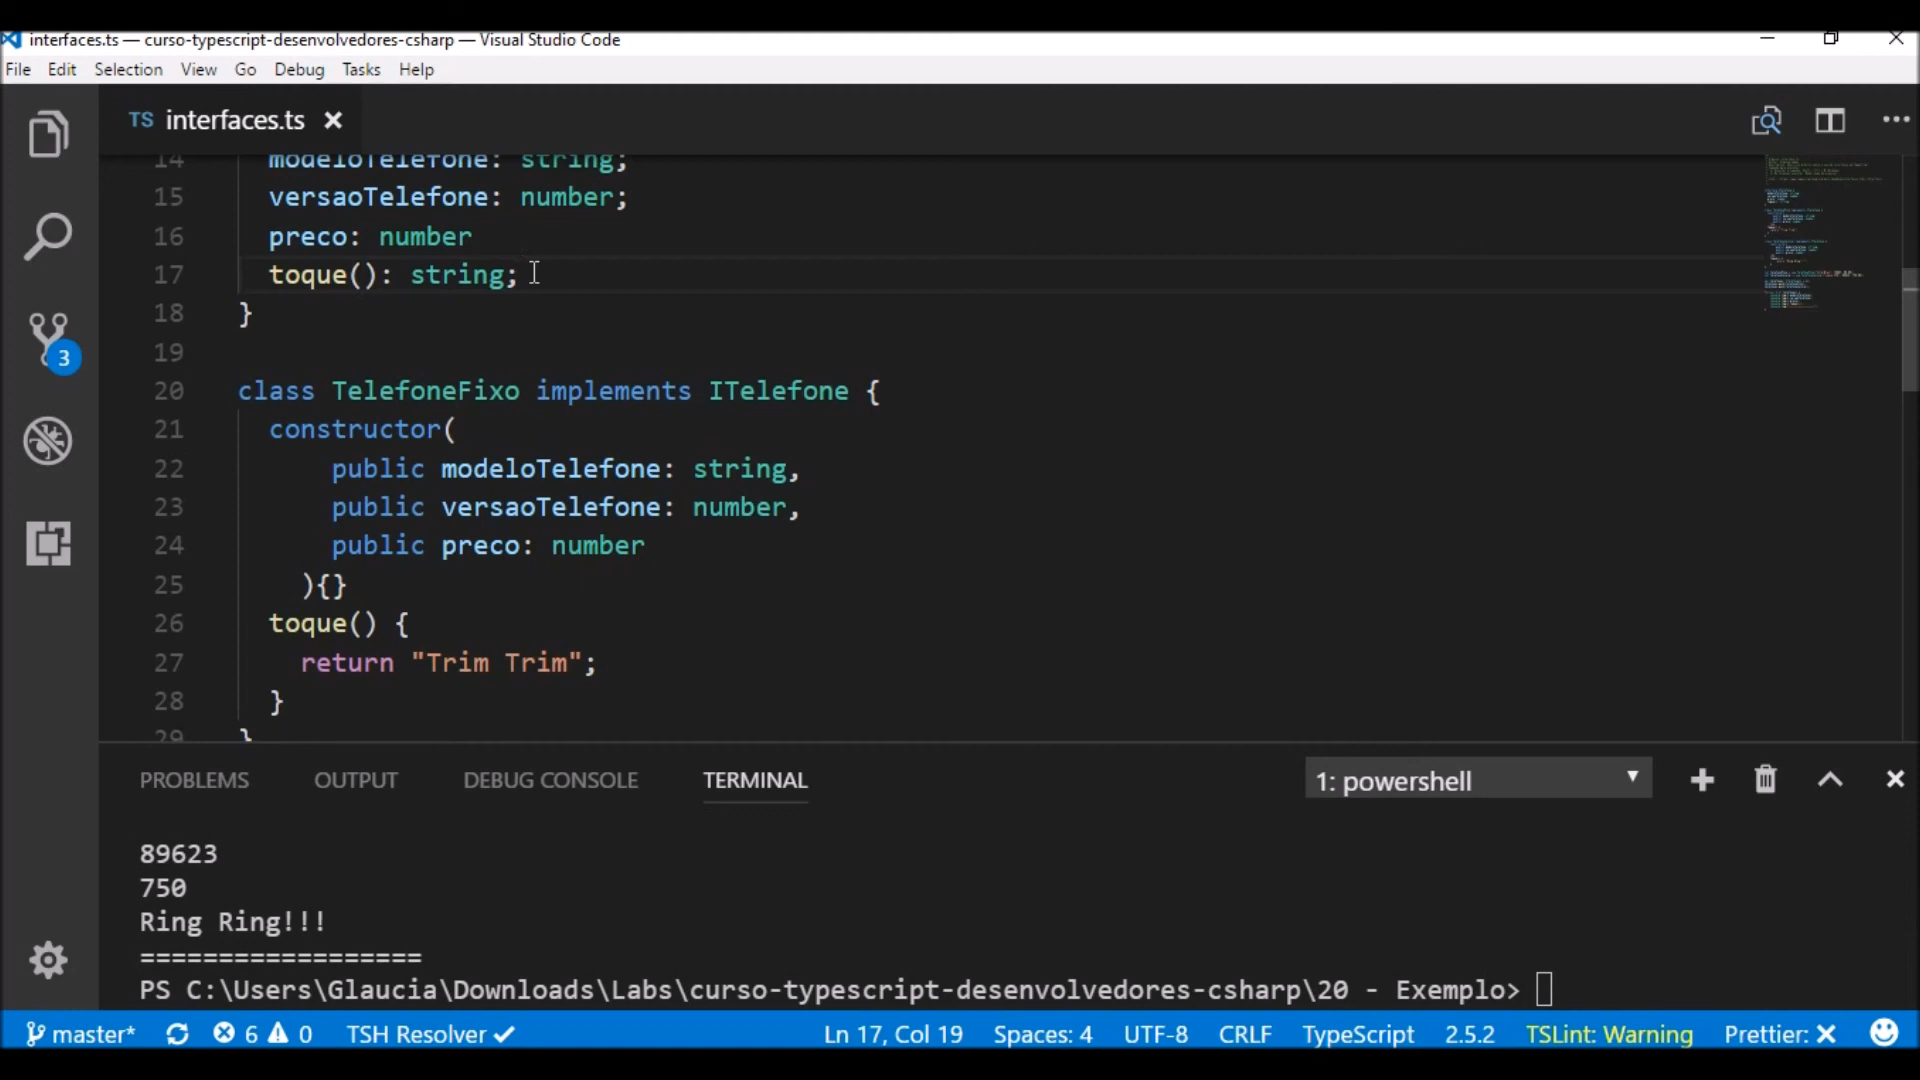 interfaces.ts — curso-typescript-desenvolvedores-csharp — Visual Studio Code
File Edit Selection View Go Debug Tasks Help
TS interfaces.ts
14 modeloTelefone: string;
15 versaoTelefone: number;
16 preco: number
17 toque(): string;
18 }
19
20 class TelefoneFixo implements ITelefone {
21 constructor(
22 public modeloTelefone: string,
23 public versaoTelefone: number,
24 public preco: number
25 ){}
26 toque() {
27 return "Trim Trim";
28 }
29 }
3
PROBLEMS OUTPUT DEBUG CONSOLE TERMINAL 1: powershell
89623
750
Ring Ring!!!
==================
PS C:\Users\Glaucia\Downloads\Labs\curso-typescript-desenvolvedores-csharp\20 - Exemplo>
master* 6 0 TSH Resolver Ln 17, Col 19 Spaces: 4 UTF-8 CRLF TypeScript 2.5.2 TSLint: Warning Prettier: ✕